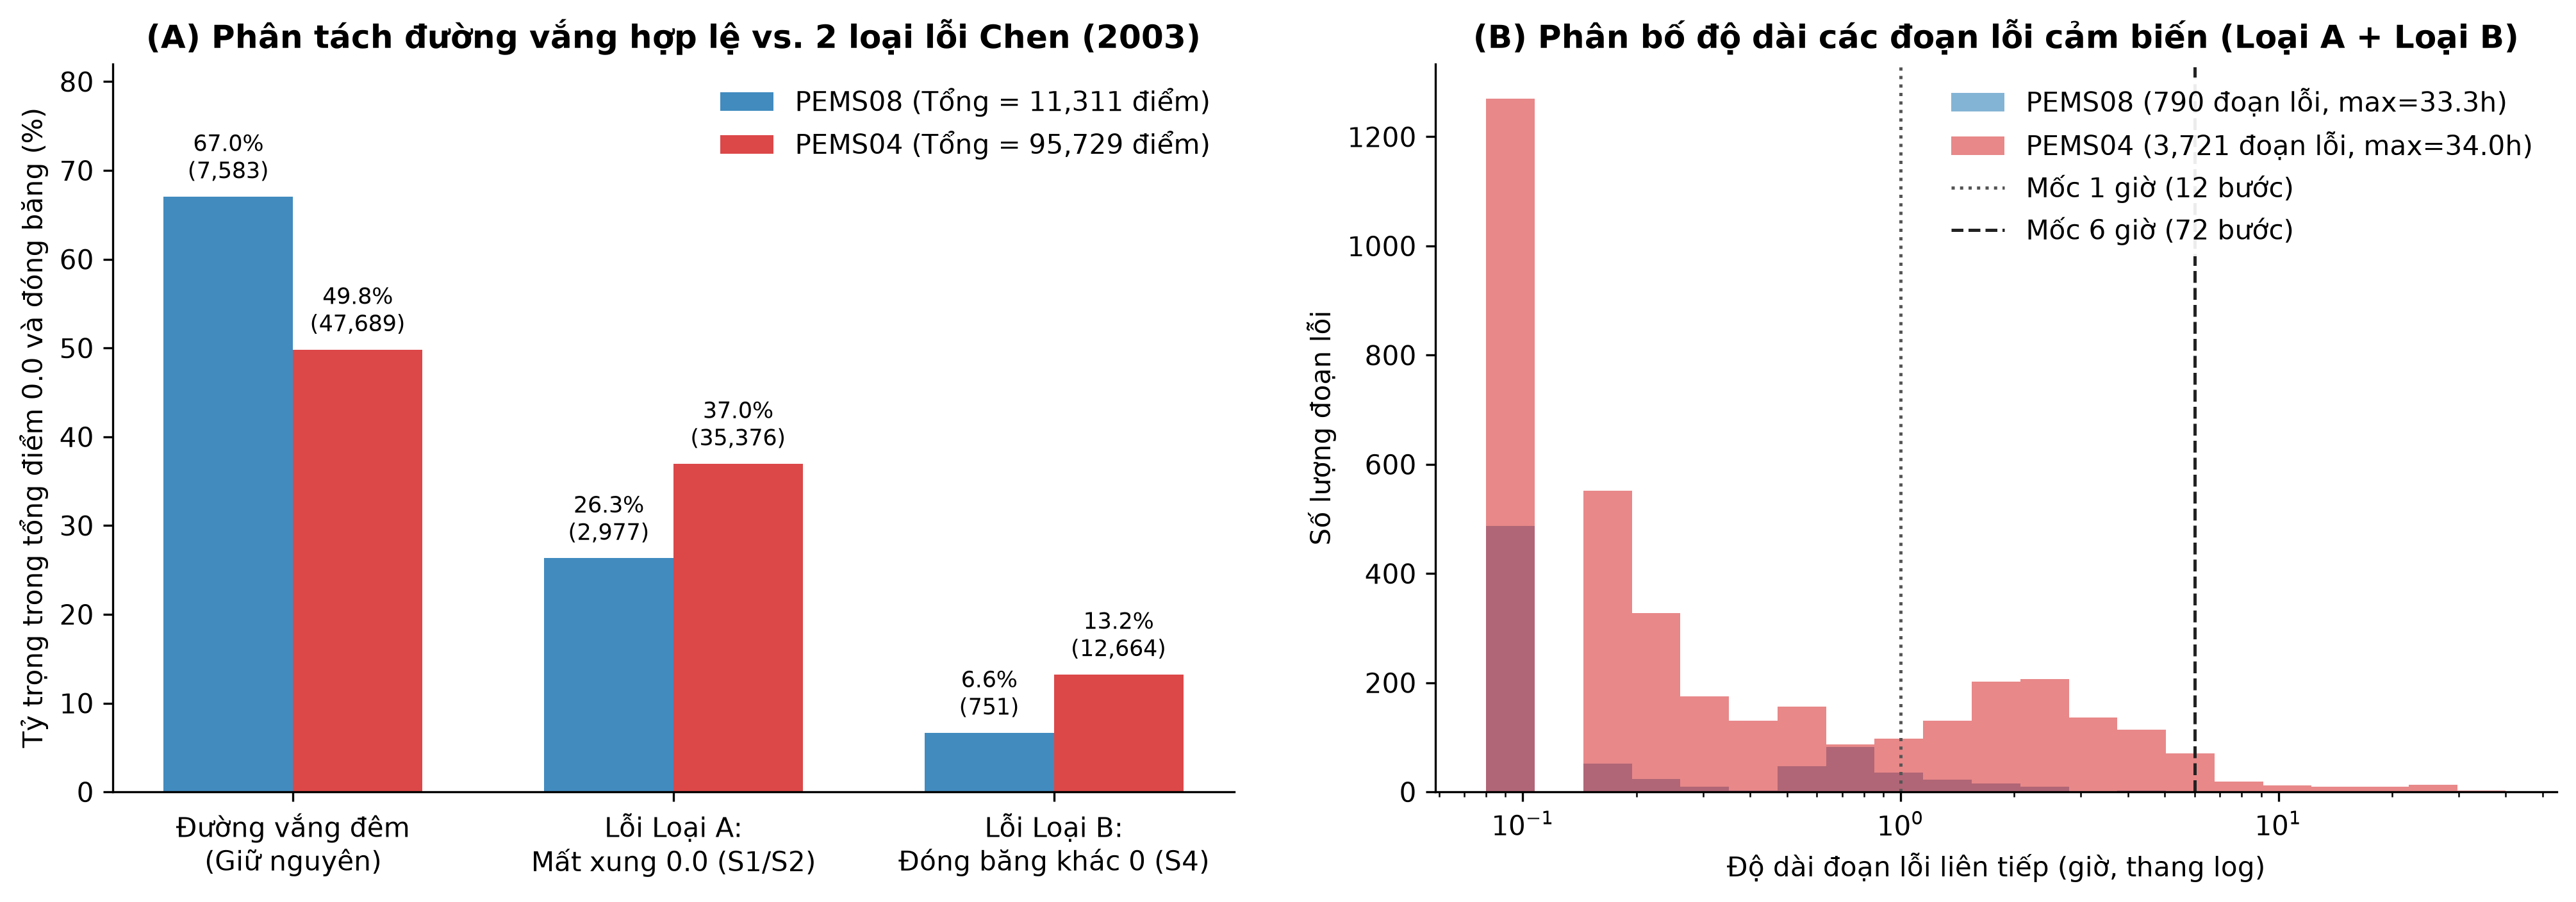 (A) Phân tách đường vắng hợp lệ vs. 2 loại lỗi Chen (2003)
Tỷ trọng trong tổng điểm 0.0 và đóng băng (%)
80
70
60
50
40
30
20
10
0
PEMS08 (Tổng = 11,311 điểm)
PEMS04 (Tổng = 95,729 điểm)
67.0%
(7,583)
49.8%
(47,689)
26.3%
(2,977)
37.0%
(35,376)
6.6%
(751)
13.2%
(12,664)
Đường vắng đêm
(Giữ nguyên)
Lỗi Loại A:
Mất xung 0.0 (S1/S2)
Lỗi Loại B:
Đóng băng khác 0 (S4)
(B) Phân bố độ dài các đoạn lỗi cảm biến (Loại A + Loại B)
Số lượng đoạn lỗi
1200
1000
800
600
400
200
0
PEMS08 (790 đoạn lỗi, max=33.3h)
PEMS04 (3,721 đoạn lỗi, max=34.0h)
Mốc 1 giờ (12 bước)
Mốc 6 giờ (72 bước)
10⁻¹
10⁰
10¹
Độ dài đoạn lỗi liên tiếp (giờ, thang log)